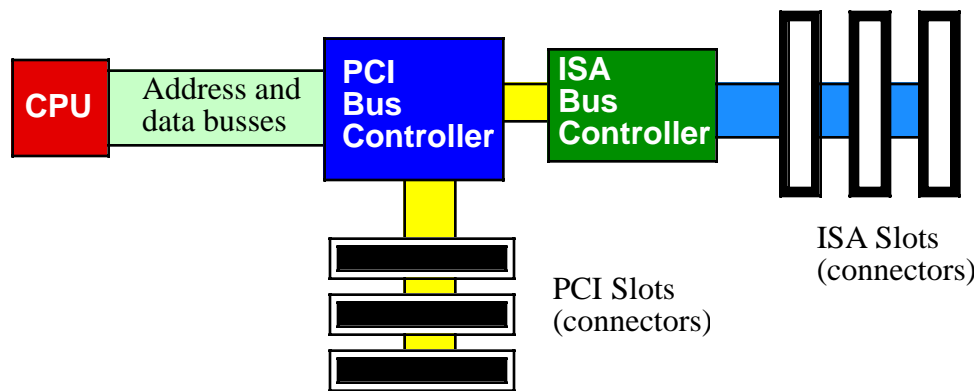 CPU
Address and
data busses
PCI
Bus
Controller
ISA
Bus
Controller
ISA Slots
(connectors)
PCI Slots
(connectors)